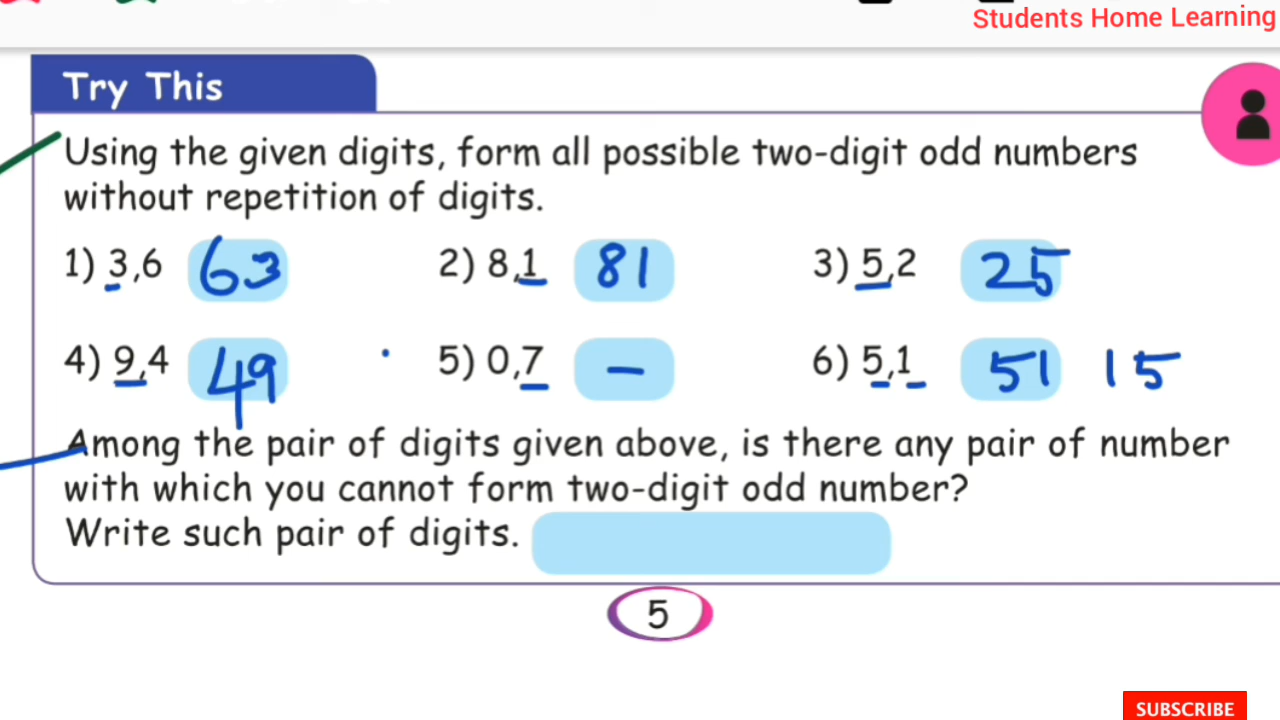 Students Home Learning
Try This
Using the given digits, form all possible two-digit odd numbers
without repetition of digits.
1) 3,6 63 2) 8,1 81 3) 5,2 25
4) 9,4 49 5) 0,7 – 6) 5,1 51 15
Among the pair of digits given above, is there any pair of number
with which you cannot form two-digit odd number?
Write such pair of digits.
5
SUBSCRIBE